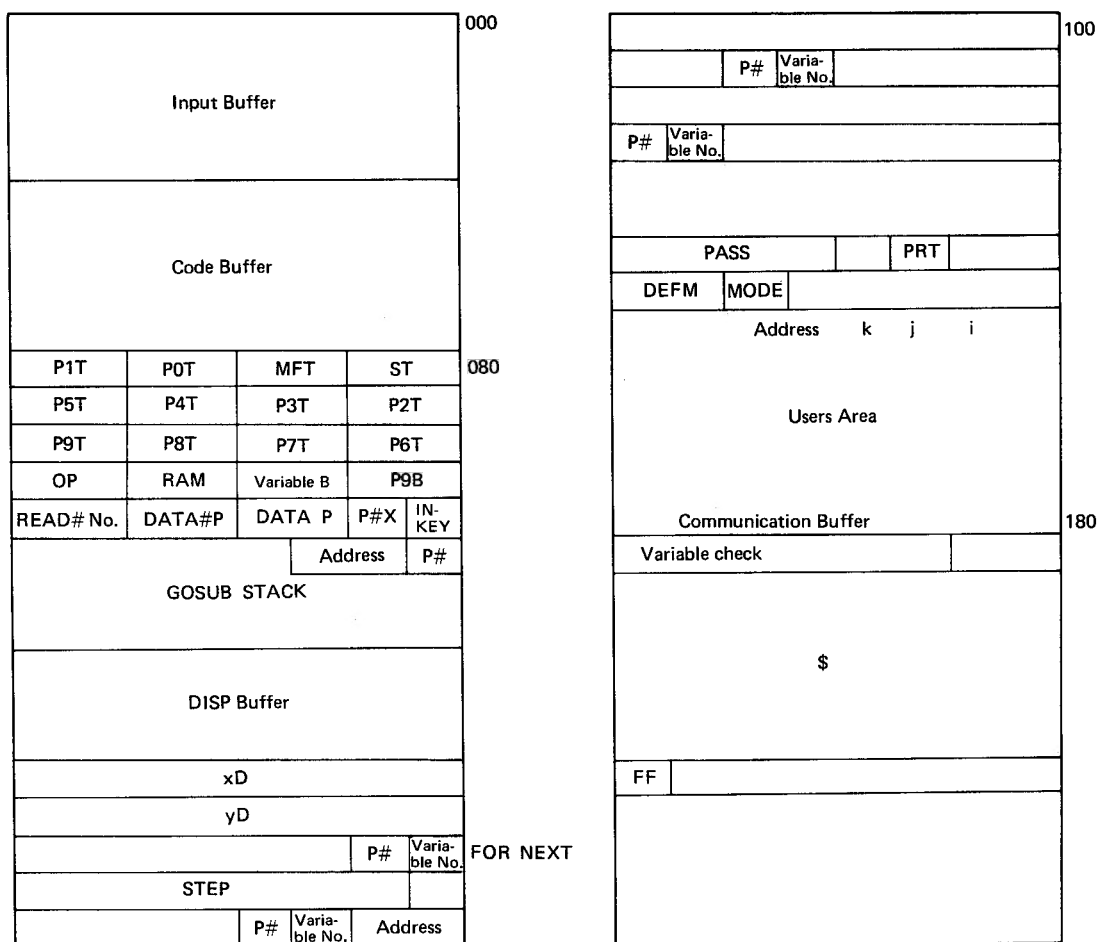 000
Input Buffer
Code Buffer
P1T P0T MFT ST 080
P5T P4T P3T P2T
P9T P8T P7T P6T
OP RAM Variable B P9B
READ# No. DATA#P DATA P P#X IN-
KEY
Address P#
GOSUB STACK
DISP Buffer
xD
yD
P# Varia-
ble No. FOR NEXT
STEP
P# Varia-
ble No. Address
100
P# Varia-
ble No.
P# Varia-
ble No.
PASS PRT
DEFM MODE
Address k j i
Users Area
Communication Buffer 180
Variable check
$
FF